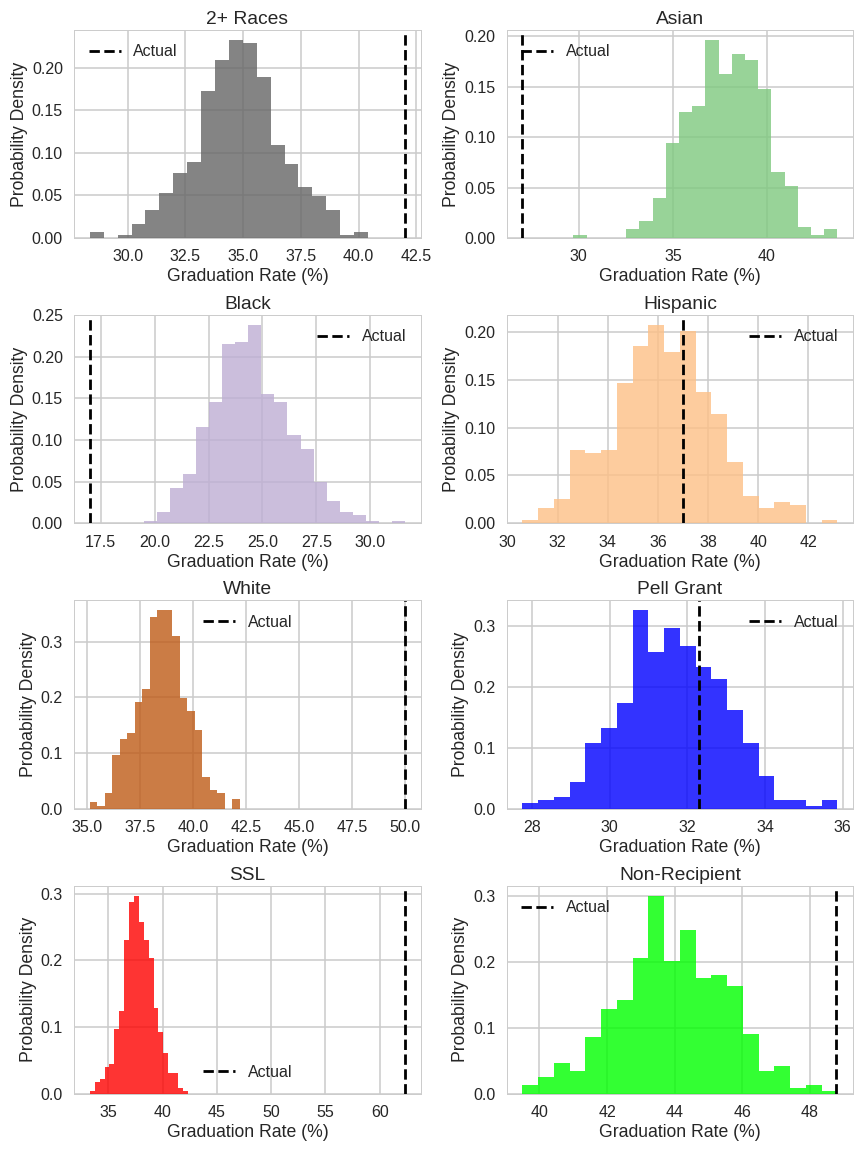 2+ Races
Probability Density
0.20
0.15
0.10
0.05
0.00
Actual
30.0 32.5 35.0 37.5 40.0 42.5
Graduation Rate (%)
Asian
Probability Density
0.20
0.15
0.10
0.05
0.00
Actual
30 35 40
Graduation Rate (%)
Black
Probability Density
0.25
0.20
0.15
0.10
0.05
0.00
Actual
17.5 20.0 22.5 25.0 27.5 30.0
Graduation Rate (%)
Hispanic
Probability Density
0.20
0.15
0.10
0.05
0.00
Actual
30 32 34 36 38 40 42
Graduation Rate (%)
White
Probability Density
0.3
0.2
0.1
0.0
Actual
35.0 37.5 40.0 42.5 45.0 47.5 50.0
Graduation Rate (%)
Pell Grant
Probability Density
0.3
0.2
0.1
0.0
Actual
28 30 32 34 36
Graduation Rate (%)
SSL
Probability Density
0.3
0.2
0.1
0.0
Actual
35 40 45 50 55 60
Graduation Rate (%)
Non-Recipient
Probability Density
0.3
0.2
0.1
0.0
Actual
40 42 44 46 48
Graduation Rate (%)